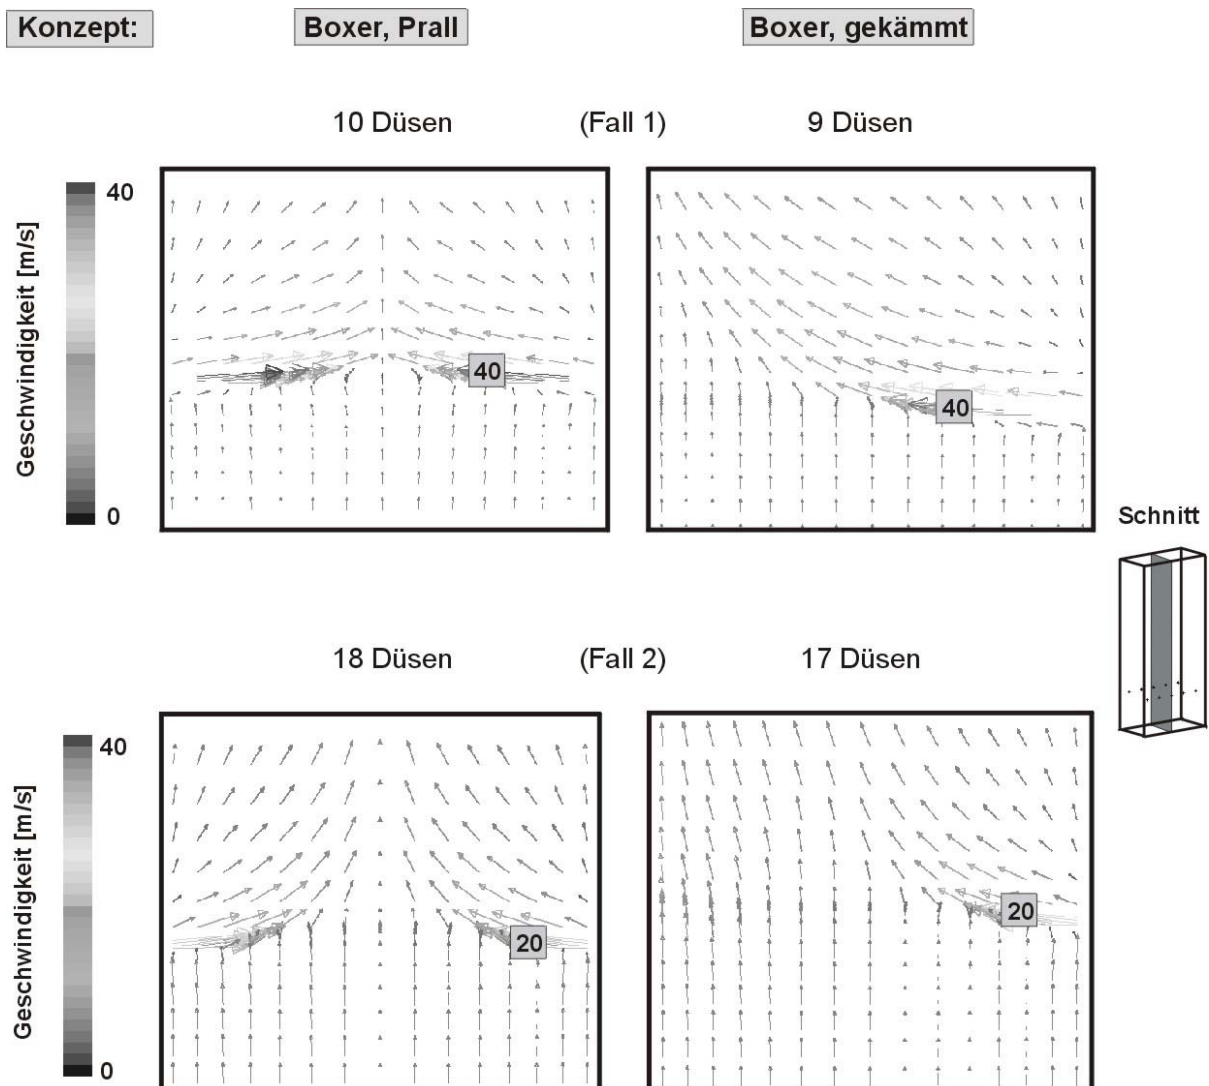 Konzept: Boxer, Prall Boxer, gekämmt
10 Düsen (Fall 1) 9 Düsen
Geschwindigkeit [m/s]
40
0
40
40
Schnitt
18 Düsen (Fall 2) 17 Düsen
Geschwindigkeit [m/s]
40
0
20
20